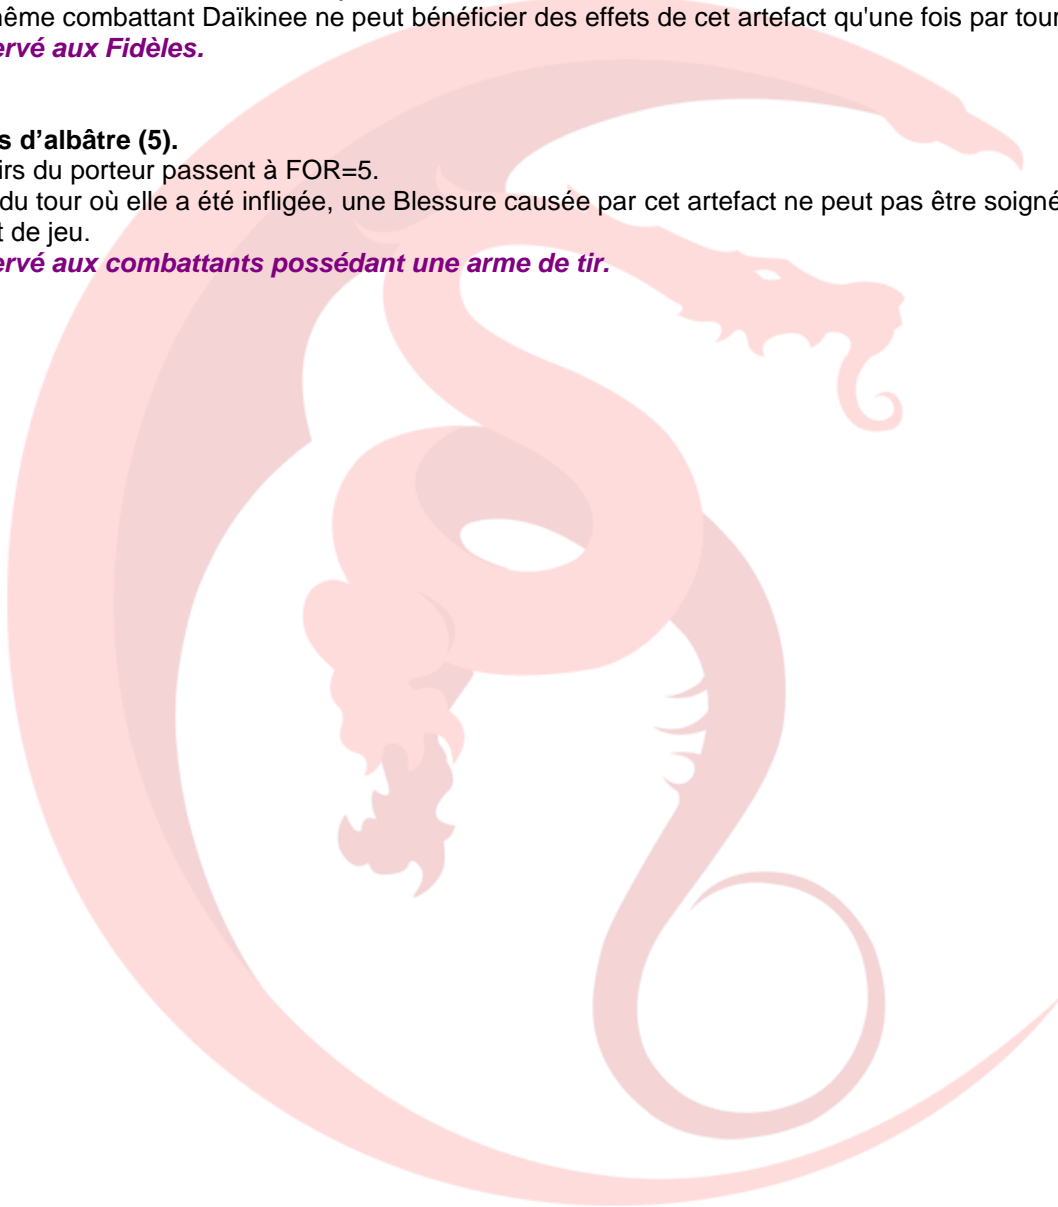 ême combattant Daïkinee ne peut bénéficier des effets de cet artefact qu'une fois par tour
ervé aux Fidèles.
s d’albâtre (5).
irs du porteur passent à FOR=5.
du tour où elle a été infligée, une Blessure causée par cet artefact ne peut pas être soigné
t de jeu.
ervé aux combattants possédant une arme de tir.